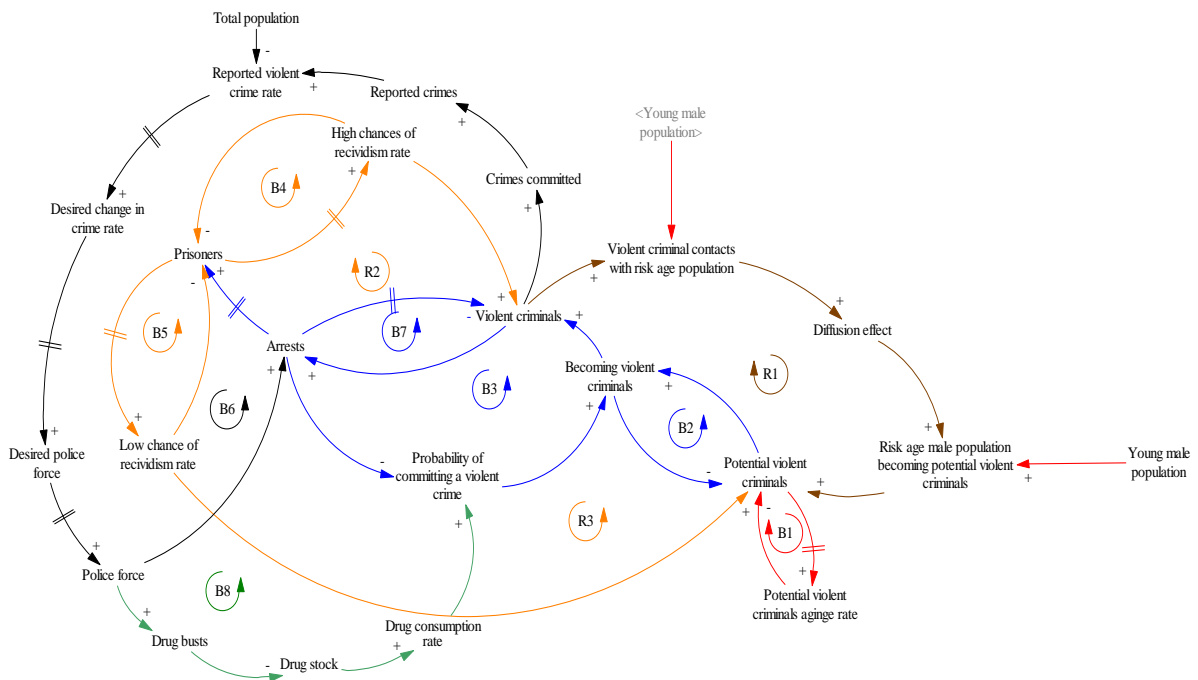 Total population
-
Reported violent
crime rate
+
Reported crimes
+
<Young male
population>
High chances of
recividism rate
+
B4
Crimes committed
+
+
Desired change in
crime rate
-
Prisoners
+
-
R2
Violent criminal contacts
with risk age population
+
+
- Violent criminals
+
+
Diffusion effect
B5
B7
Arrests
+
+
Becoming violent
criminals
+
+
R1
B3
B6
B2
+
+
Low chance of
recividism rate
+
Desired police
force
-
Probability of
committing a violent
crime
+
-
Potential violent
criminals
+
-
+
Risk age male population
becoming potential violent
criminals
+
Young male
population
R3
B1
+
Police force
+
Potential violent
criminals aginge rate
B8
+
Drug busts
-
Drug stock
+
Drug consumption
rate